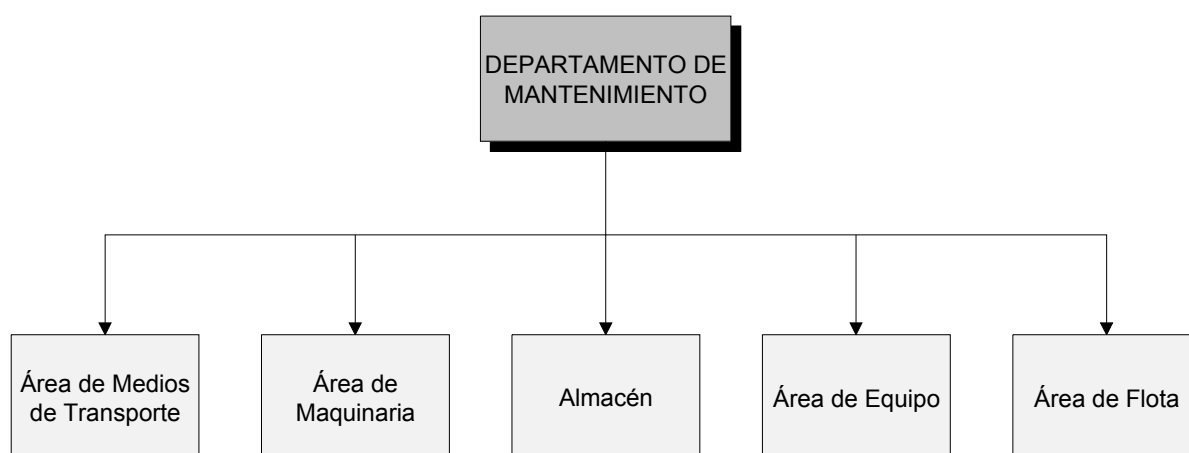 DEPARTAMENTO DE
MANTENIMIENTO
Área de Medios
de Transporte
Área de
Maquinaria
Almacén
Área de Equipo
Área de Flota